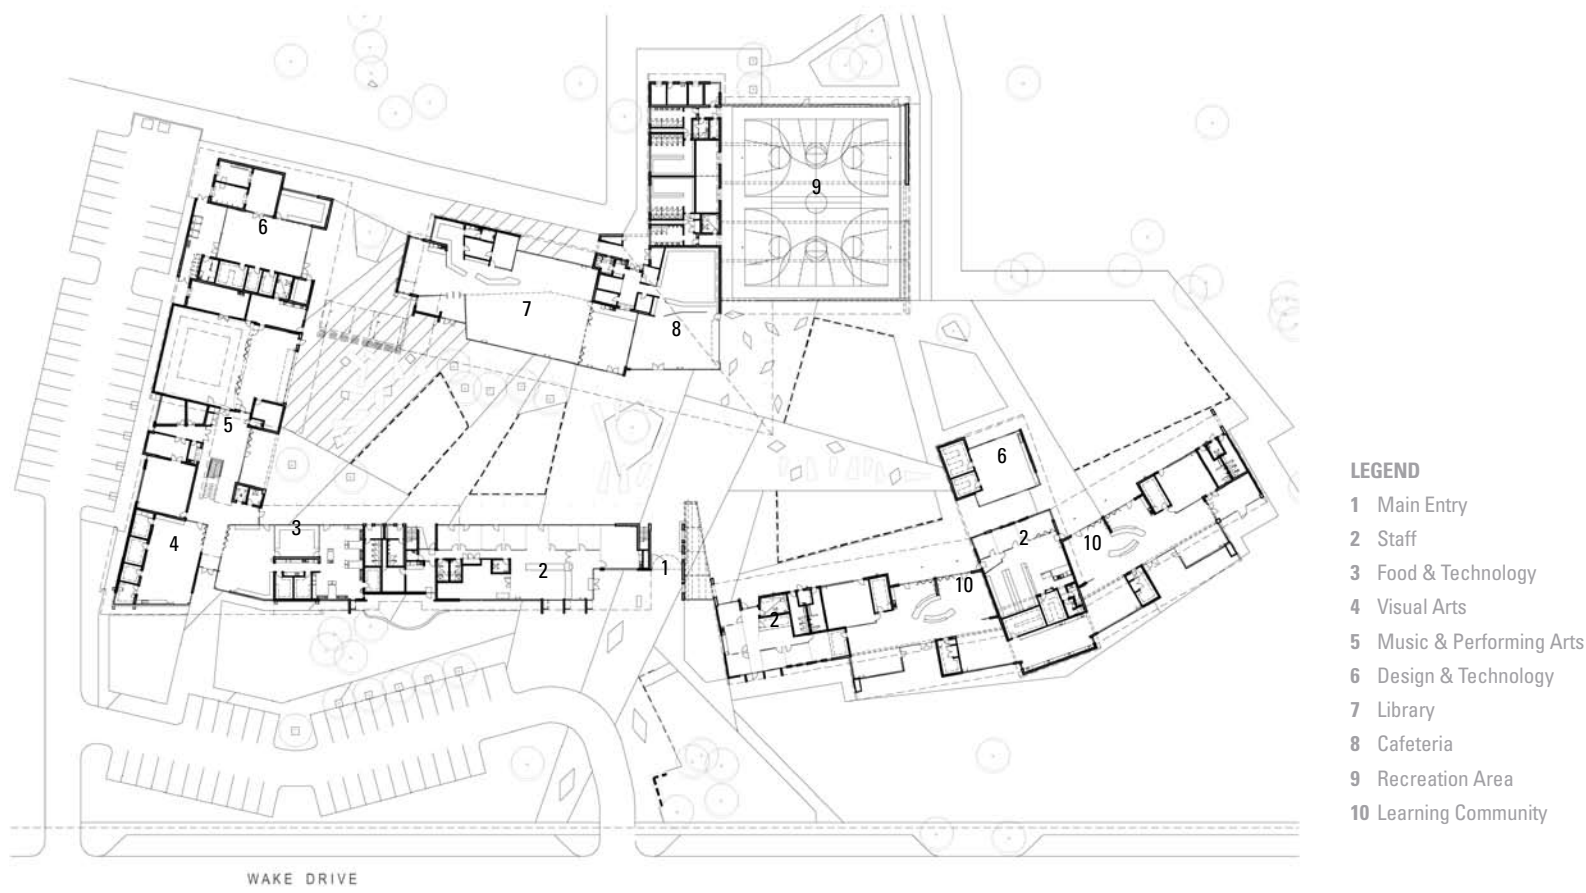 6
9
7
8
5
6
3
4
2
1
2
10
10
2
WAKE DRIVE
LEGEND
1 Main Entry
2 Staff
3 Food & Technology
4 Visual Arts
5 Music & Performing Arts
6 Design & Technology
7 Library
8 Cafeteria
9 Recreation Area
10 Learning Community